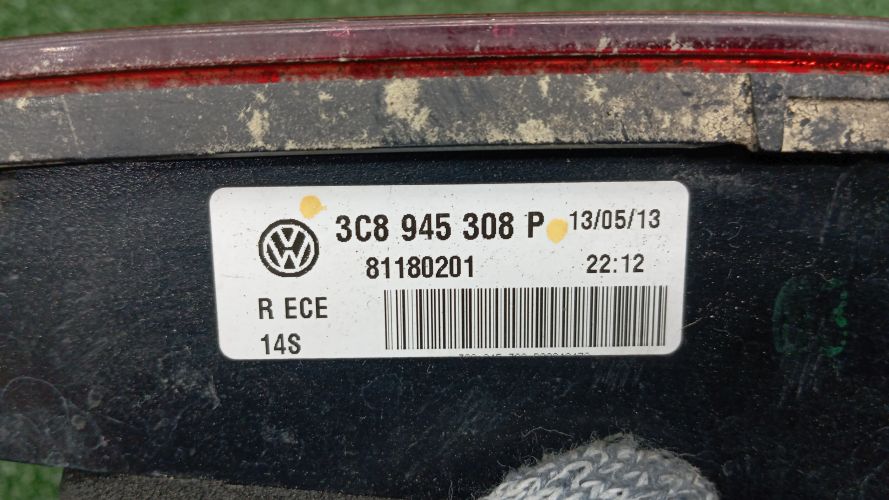 3C8 945 308 P 13/05/13
81180201 22:12
R ECE
14S